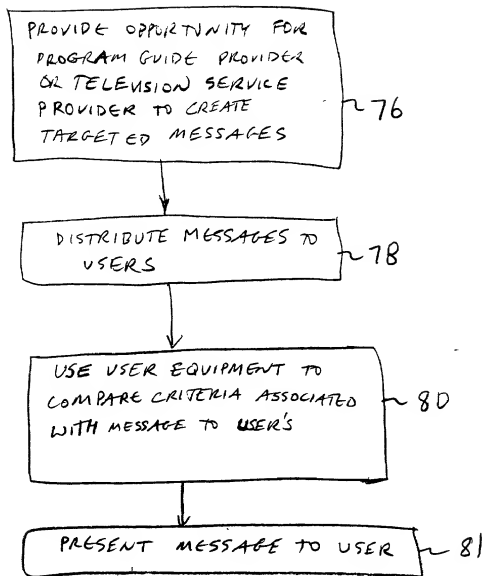 PROVIDE OPPORTUNITY FOR
PROGRAM GUIDE PROVIDER
OR TELEVISION SERVICE
PROVIDER TO CREATE
TARGETED MESSAGES
76
DISTRIBUTE MESSAGES TO
USERS
78
USE USER EQUIPMENT TO
COMPARE CRITERIA ASSOCIATED
WITH MESSAGE TO USER'S
80
PRESENT MESSAGE TO USER
81